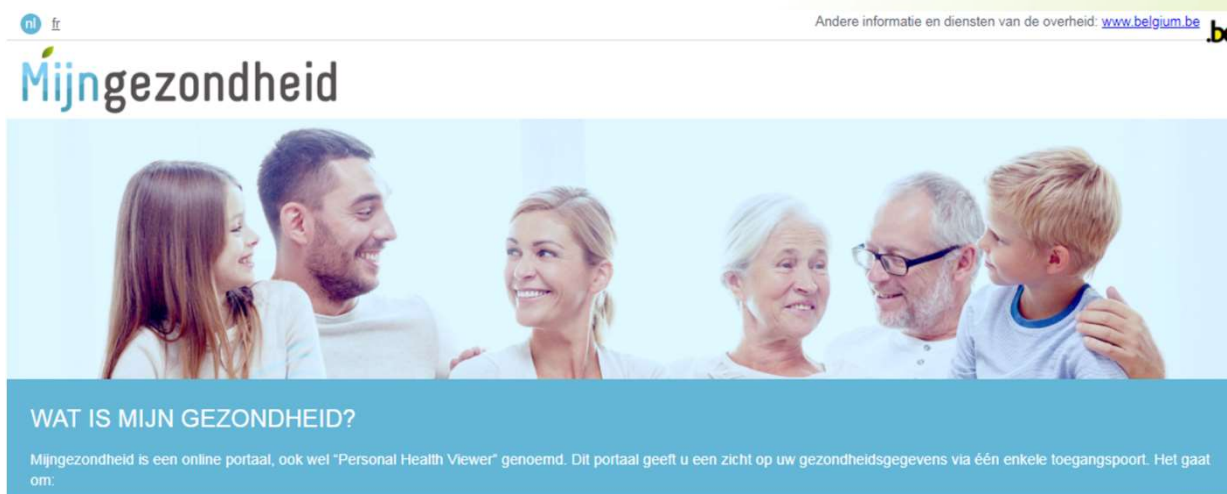 nl fr Andere informatie en diensten van de overheid: www.belgium.be
.be
Mijngezondheid
WAT IS MIJN GEZONDHEID?
Mijngezondheid is een online portaal, ook wel "Personal Health Viewer" genoemd. Dit portaal geeft u een zicht op uw gezondheidsgegevens via één enkele toegangspoort. Het gaat
om: